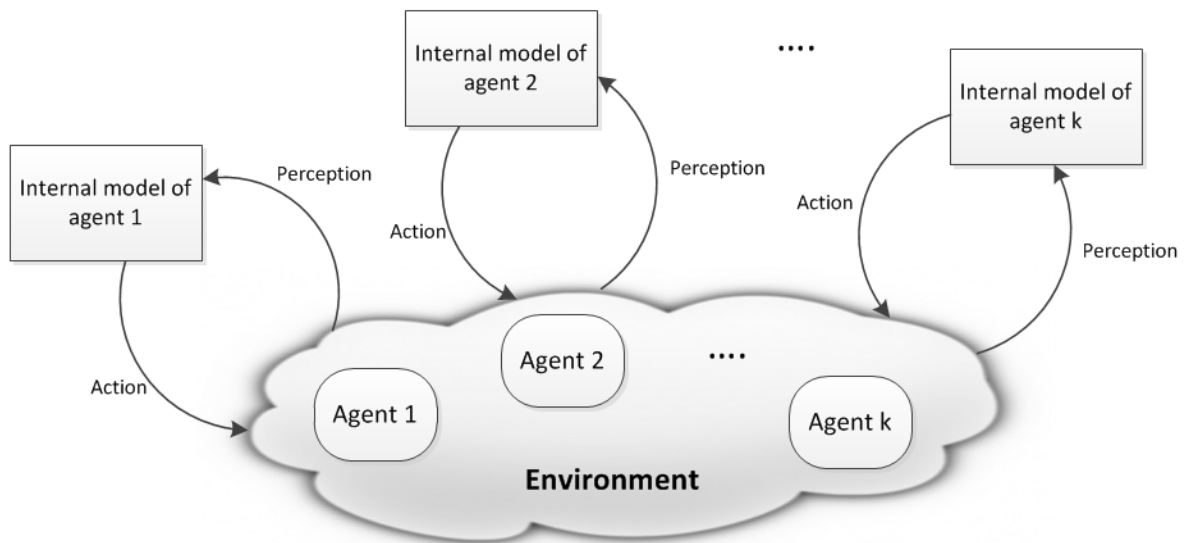 Internal model of
agent 1
Perception
Action
Internal model of
agent 2
Perception
Action
....
Internal model of
agent k
Action
Perception
Agent 1
Agent 2
....
Agent k
Environment